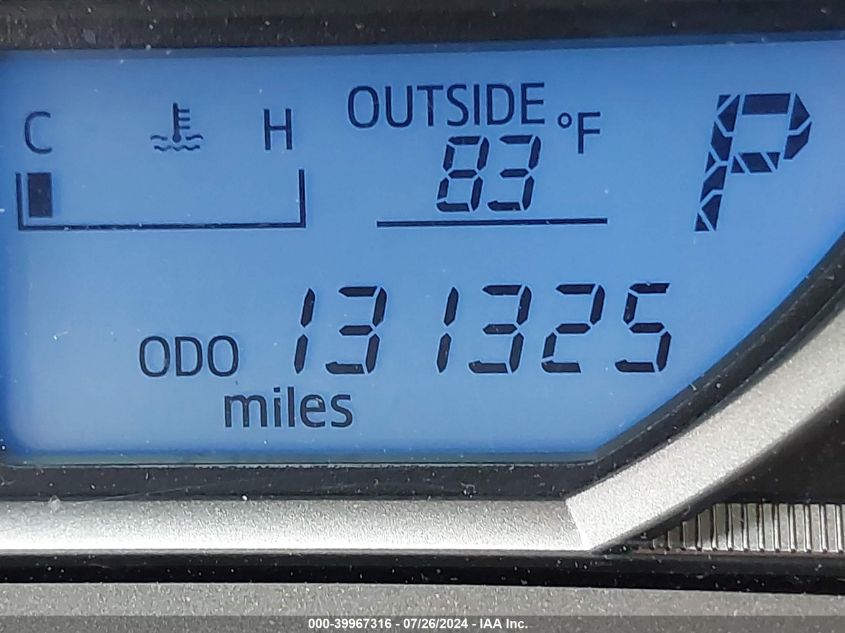 C H OUTSIDE °F
83 P
ODO 131325
miles
000-39967316 - 07/26/2024 - IAA Inc.